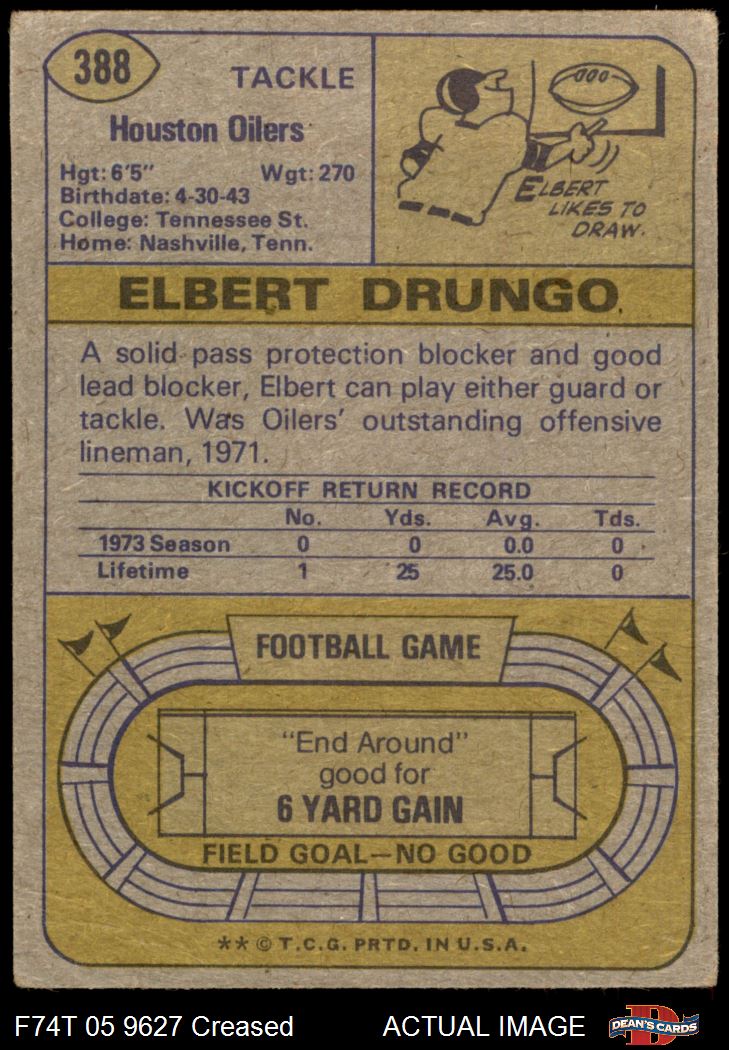 388
TACKLE
Houston Oilers
Hgt: 6'5" Wgt: 270
Birthdate: 4-30-43
College: Tennessee St.
Home: Nashville, Tenn.
ELBERT
LIKES TO
DRAW.
ELBERT DRUNGO
A solid pass protection blocker and good
lead blocker, Elbert can play either guard or
tackle. Was Oilers' outstanding offensive
lineman, 1971.
KICKOFF RETURN RECORD
No. Yds. Avg. Tds.
1973 Season 0 0 0.0 0
Lifetime 1 25 25.0 0
FOOTBALL GAME
"End Around"
good for
6 YARD GAIN
FIELD GOAL—NO GOOD
** © T.C.G. PRTD. IN U.S.A.
F74T 05 9627 Creased ACTUAL IMAGE
D
DEAN'S CARDS